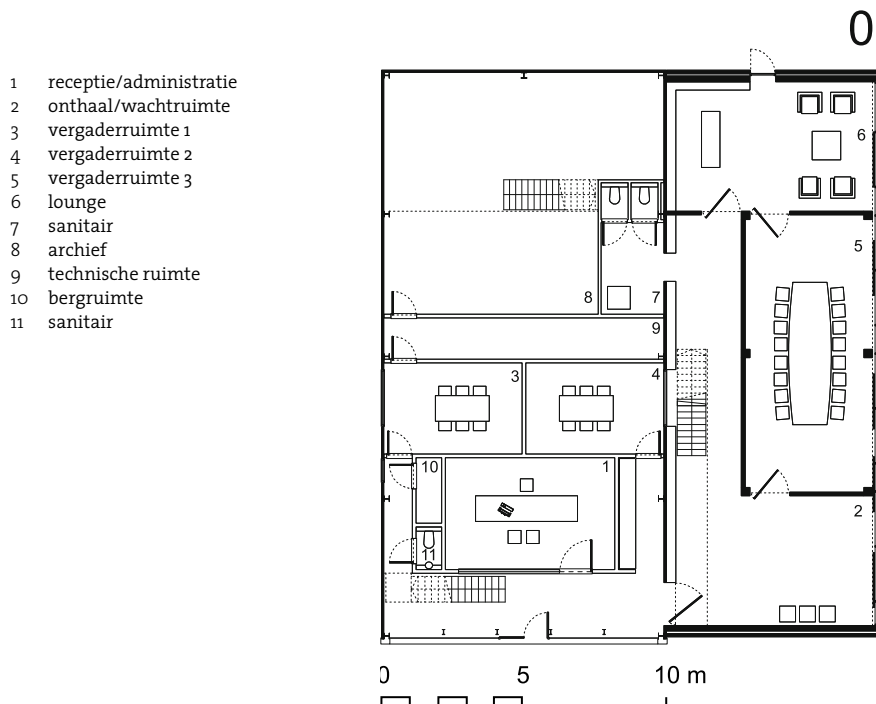 0
1 receptie/administratie
2 onthaal/wachtruimte
3 vergaderruimte 1
4 vergaderruimte 2
5 vergaderruimte 3
6 lounge
7 sanitair
8 archief
9 technische ruimte
10 bergruimte
11 sanitair
6
5
8
7
9
3
4
10
1
2
11
0 5 10 m